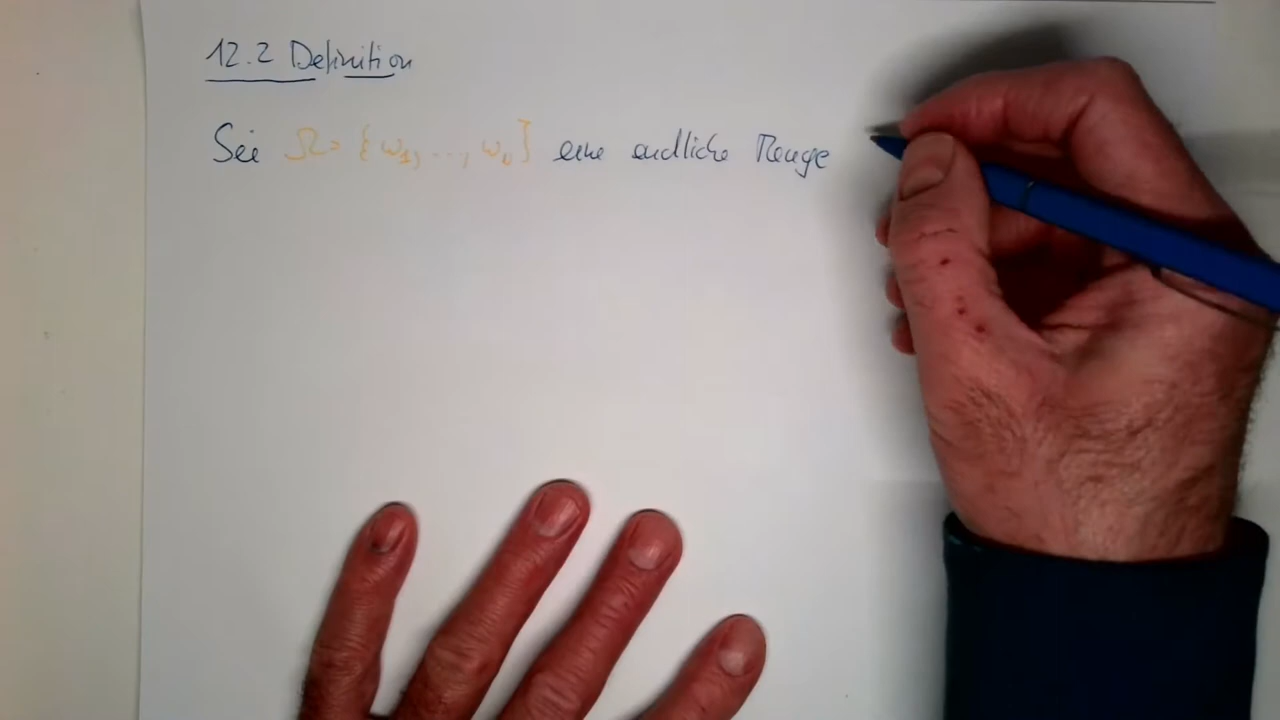 12.2 Definition
Sei Ω = {ω₁, ..., ωₙ} eine endliche Menge